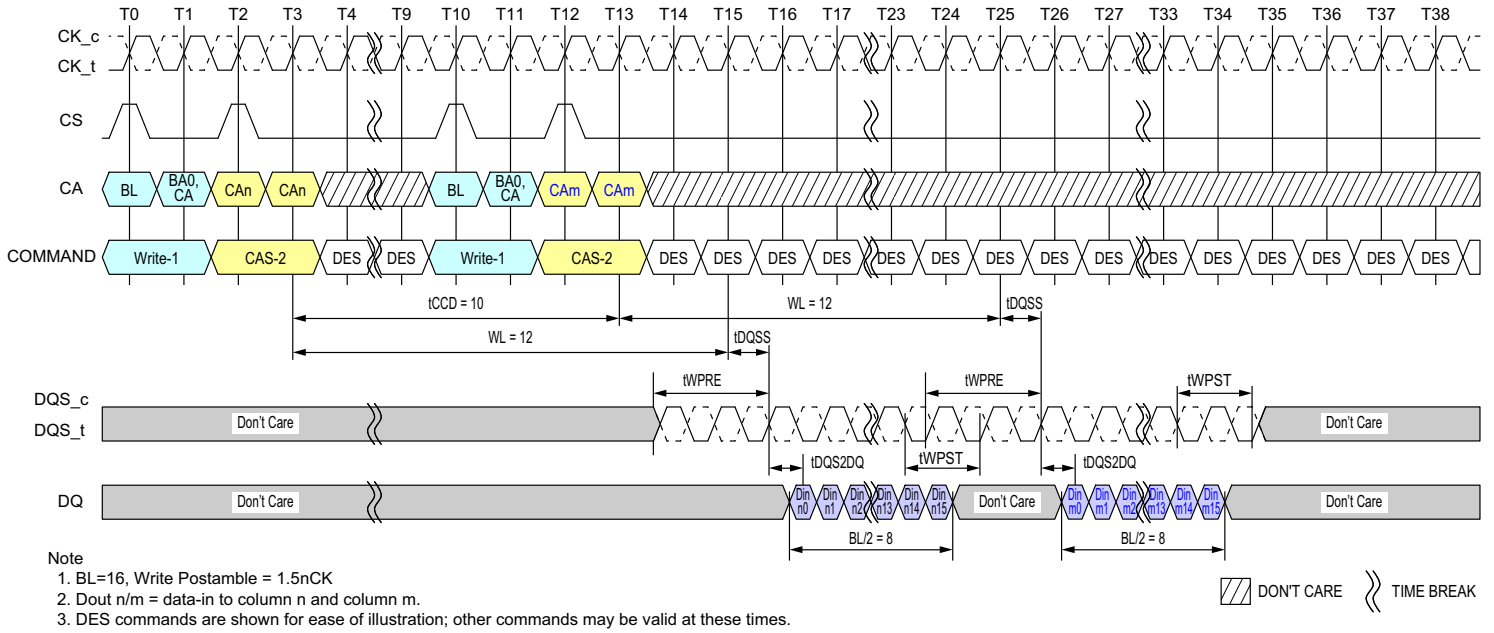 T0 T1 T2 T3 T4 T9 T10 T11 T12 T13 T14 T15 T16 T17 T23 T24 T25 T26 T27 T33 T34 T35 T36 T37 T38
CK_c
CK_t
CS
CA
BL BA0, CA CAn CAn BL BA0, CA CAm CAm
COMMAND
Write-1 CAS-2 DES DES Write-1 CAS-2 DES DES DES DES DES DES DES DES DES DES DES DES DES DES DES
tCCD = 10 WL = 12 tDQSS
WL = 12 tDQSS
tWPRE tWPRE tWPST
DQS_c
DQS_t
Don't Care Don't Care
tDQS2DQ tWPST tDQS2DQ
DQ
Don't Care Din n0 Din n1 Din n2 Din n13 Din n14 Din n15 Don't Care Din m0 Din m1 Din m2 Din m13 Din m14 Din m15 Don't Care
BL/2 = 8 BL/2 = 8
Note
1. BL=16, Write Postamble = 1.5nCK
2. Dout n/m = data-in to column n and column m.
3. DES commands are shown for ease of illustration; other commands may be valid at these times.
DON'T CARE TIME BREAK